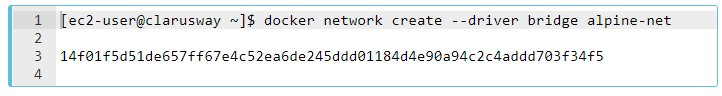 1 [ec2-user@clarusway ~]$ docker network create --driver bridge alpine-net
2
3 14f01f5d51de657ff67e4c52ea6de245ddd01184d4e90a94c2c4addd703f34f5
4